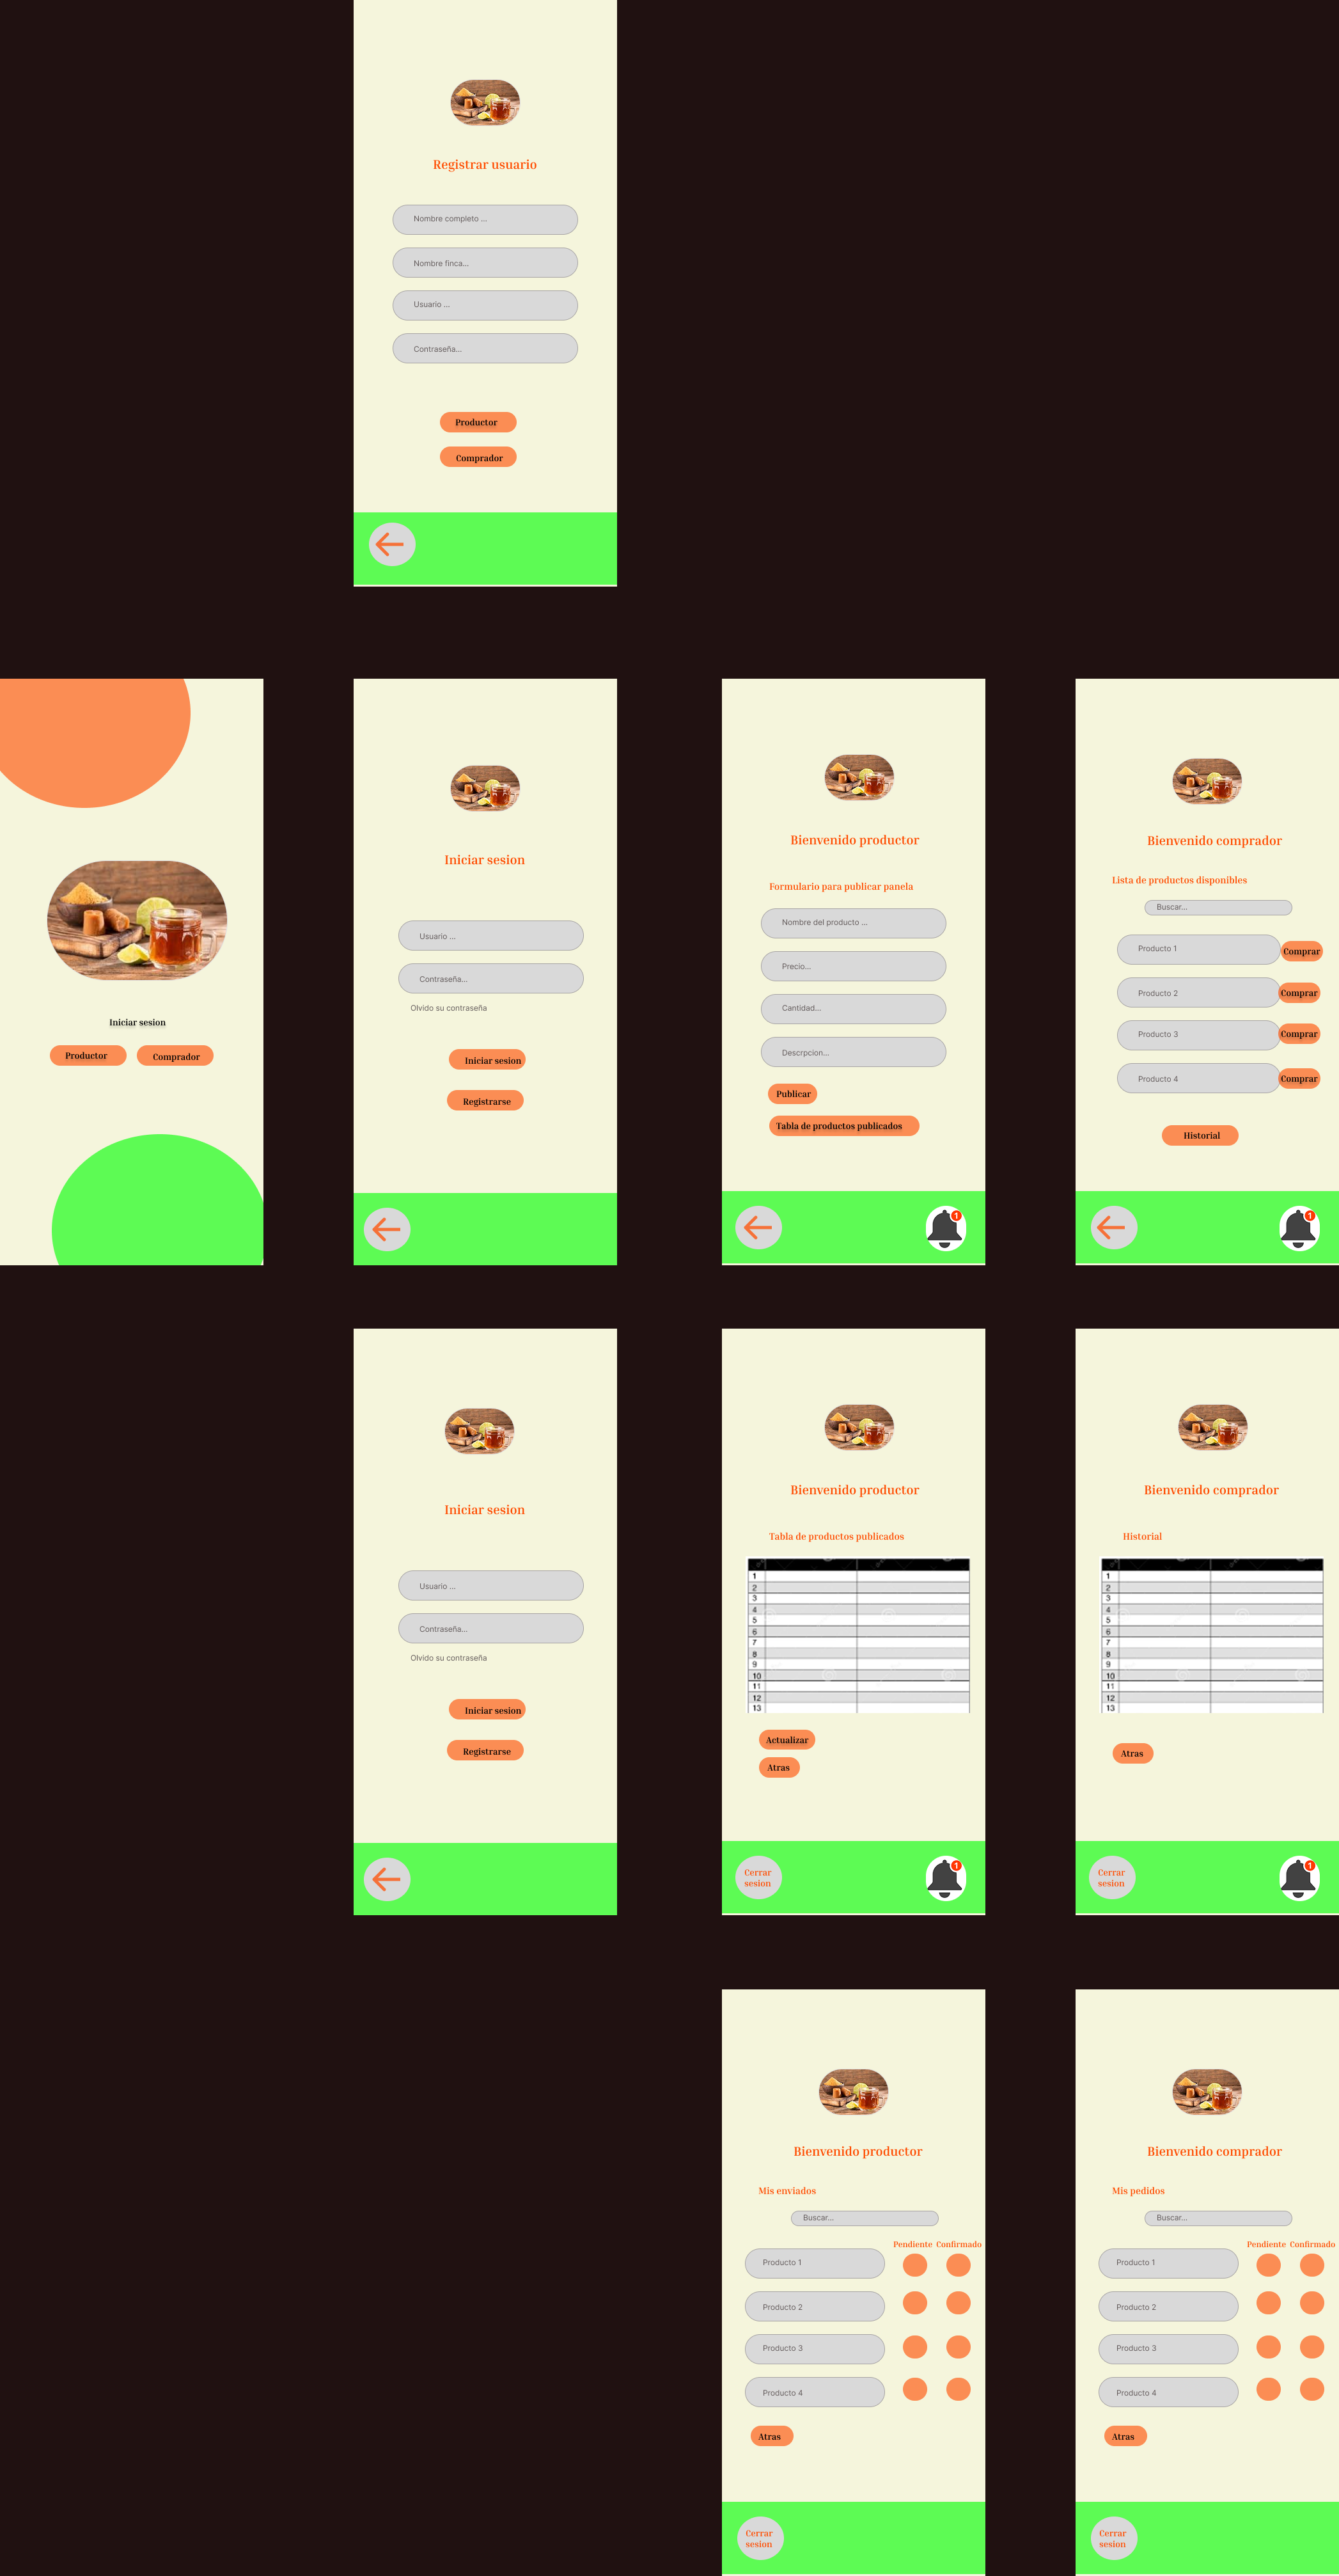 Registrar usuario
Nombre completo ...
Nombre finca...
Usuario ...
Contraseña...
Productor
Comprador
Iniciar sesion
Productor
Comprador
Iniciar sesion
Usuario ...
Contraseña...
Olvido su contraseña
Iniciar sesion
Registrarse
Bienvenido productor
Formulario para publicar panela
Nombre del producto ...
Precio...
Cantidad...
Descrpcion...
Publicar
Tabla de productos publicados
1
Bienvenido comprador
Lista de productos disponibles
Buscar...
Producto 1
Comprar
Producto 2
Comprar
Producto 3
Comprar
Producto 4
Comprar
Historial
1
Iniciar sesion
Usuario ...
Contraseña...
Olvido su contraseña
Iniciar sesion
Registrarse
Bienvenido productor
Tabla de productos publicados
1
2
3
4
5
6
7
8
9
10
11
12
13
Actualizar
Atras
Cerrar
sesion
1
Bienvenido comprador
Historial
1
2
3
4
5
6
7
8
9
10
11
12
13
Atras
Cerrar
sesion
1
Bienvenido productor
Mis enviados
Buscar...
Pendiente Confirmado
Producto 1
Producto 2
Producto 3
Producto 4
Atras
Cerrar
sesion
Bienvenido comprador
Mis pedidos
Buscar...
Pendiente Confirmado
Producto 1
Producto 2
Producto 3
Producto 4
Atras
Cerrar
sesion